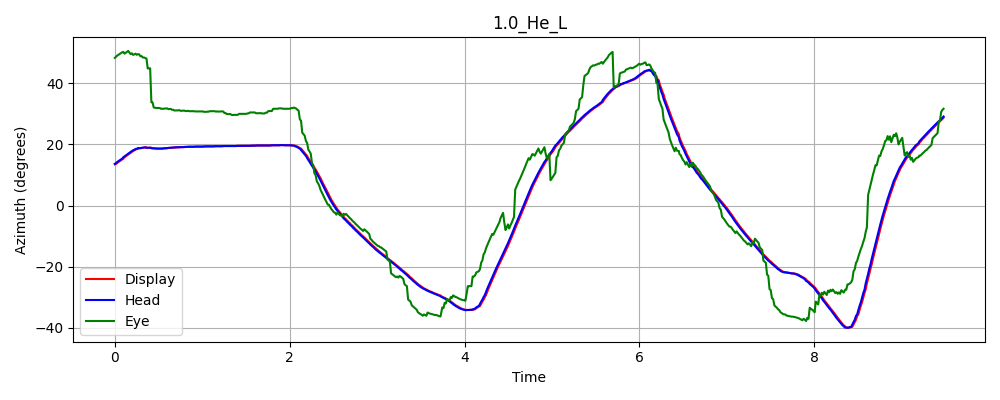 1.0_He_L
Azimuth (degrees)
40
20
0
−20
−40
Display
Head
Eye
0 2 4 6 8
Time